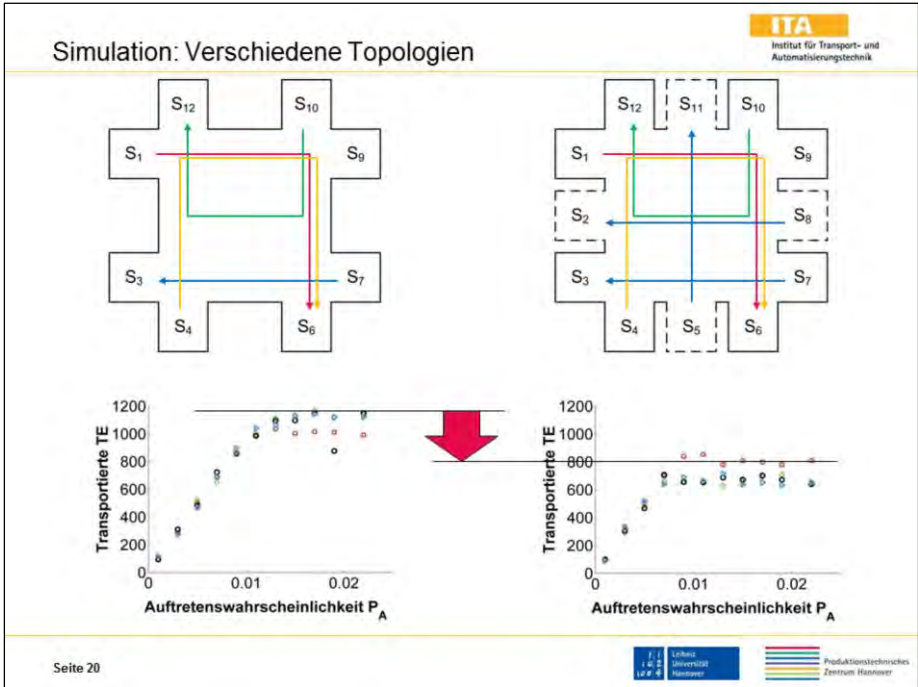 Simulation: Verschiedene Topologien
ITA
Institut für Transport- und
Automatisierungstechnik
S12 S10
S1 S9
S3 S7
S4 S6
S12 S11 S10
S1 S9
S2 S8
S3 S7
S4 S5 S6
Transportierte TE
1200
1000
800
600
400
200
0
0 0.01 0.02
Auftretenswahrscheinlichkeit PA
Transportierte TE
1200
1000
800
600
400
200
0
0 0.01 0.02
Auftretenswahrscheinlichkeit PA
Seite 20
Leibniz
Universität
Hannover
Produktionstechnisches
Zentrum Hannover